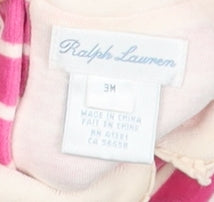 Ralph Lauren
3M
MADE IN CHINA
FAIT EN CHINE
RN 41381
CA 56658